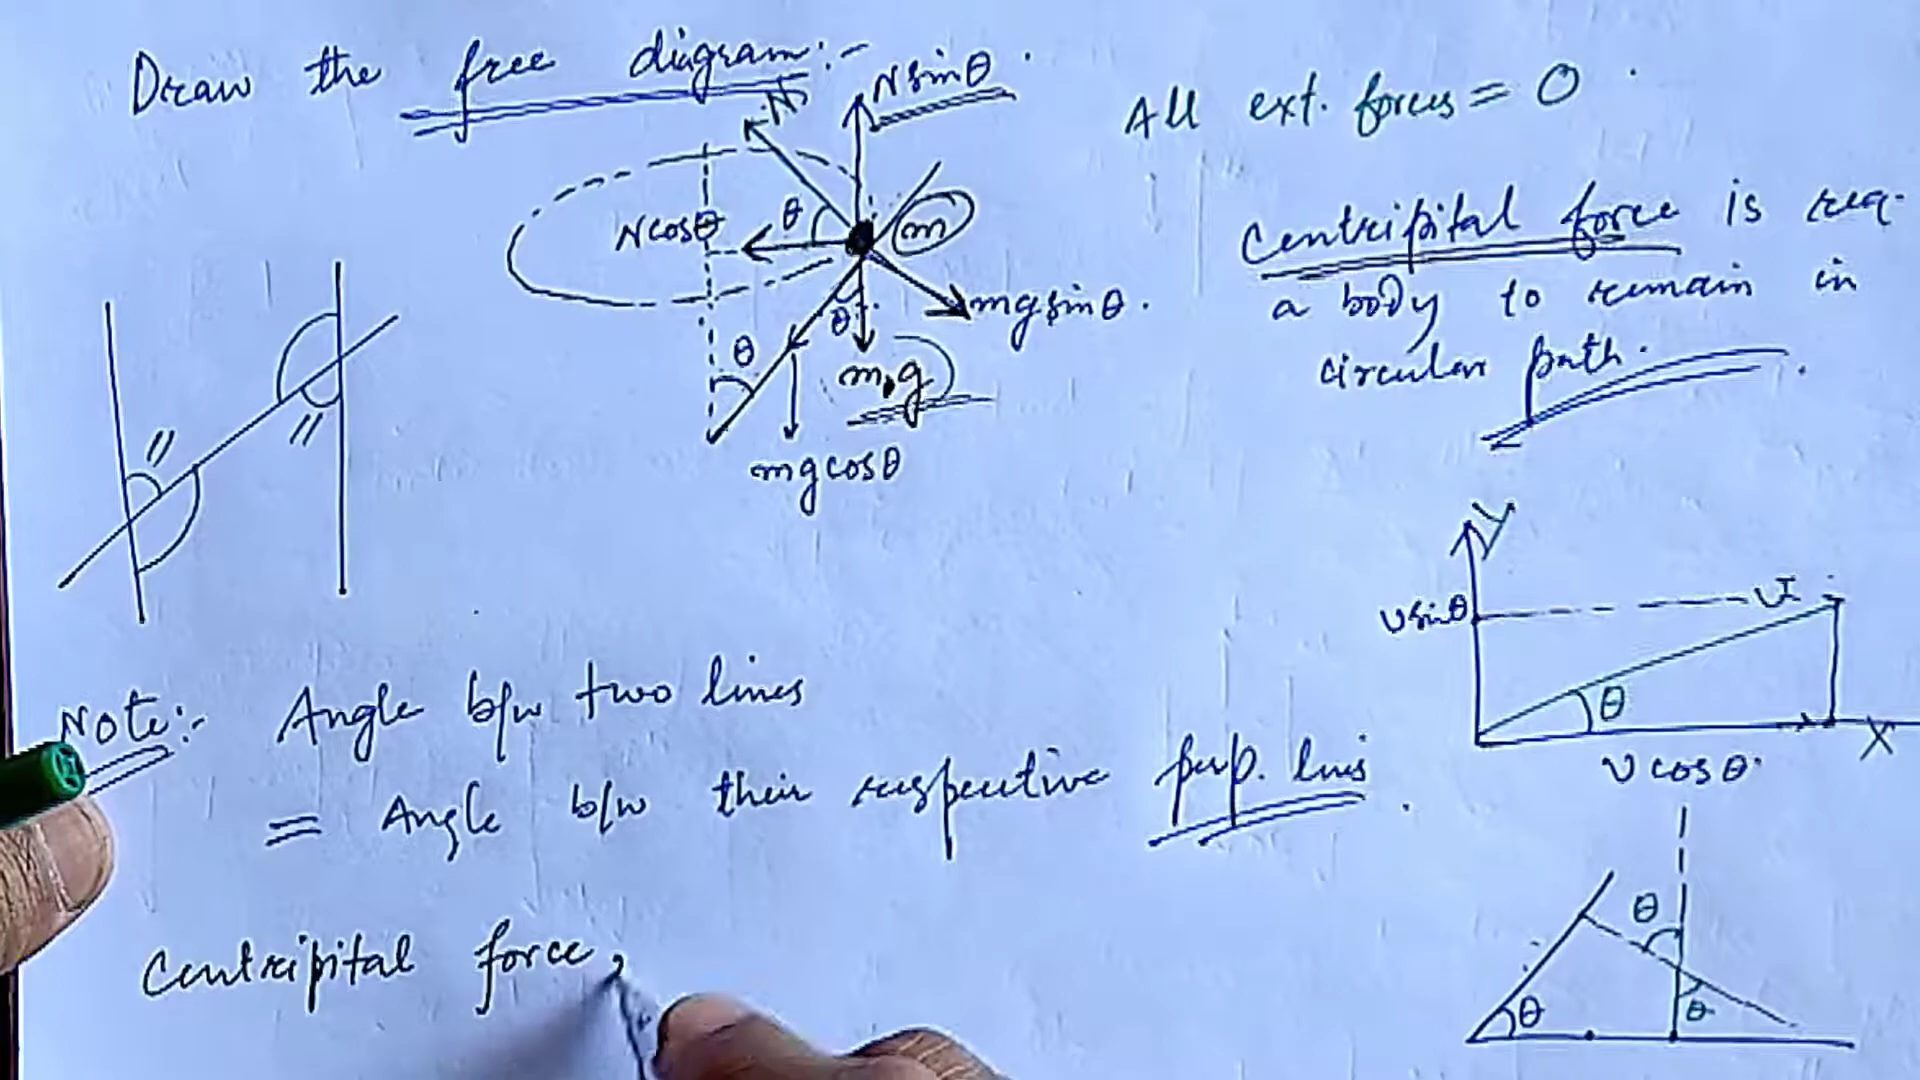 Draw the free diagram:-
N
N sinθ.
N cosθ
θ
m
mg sinθ.
θ
θ
m.g
mg cosθ
All ext. forces = 0.
Centripital force is req.
a body to remain in
circular path.
"
"
Y
v sinθ
θ
X
v cosθ.
Note:- Angle b/w two lines
= Angle b/w their respective perp. lines.
θ
θ
θ
Centripital force,